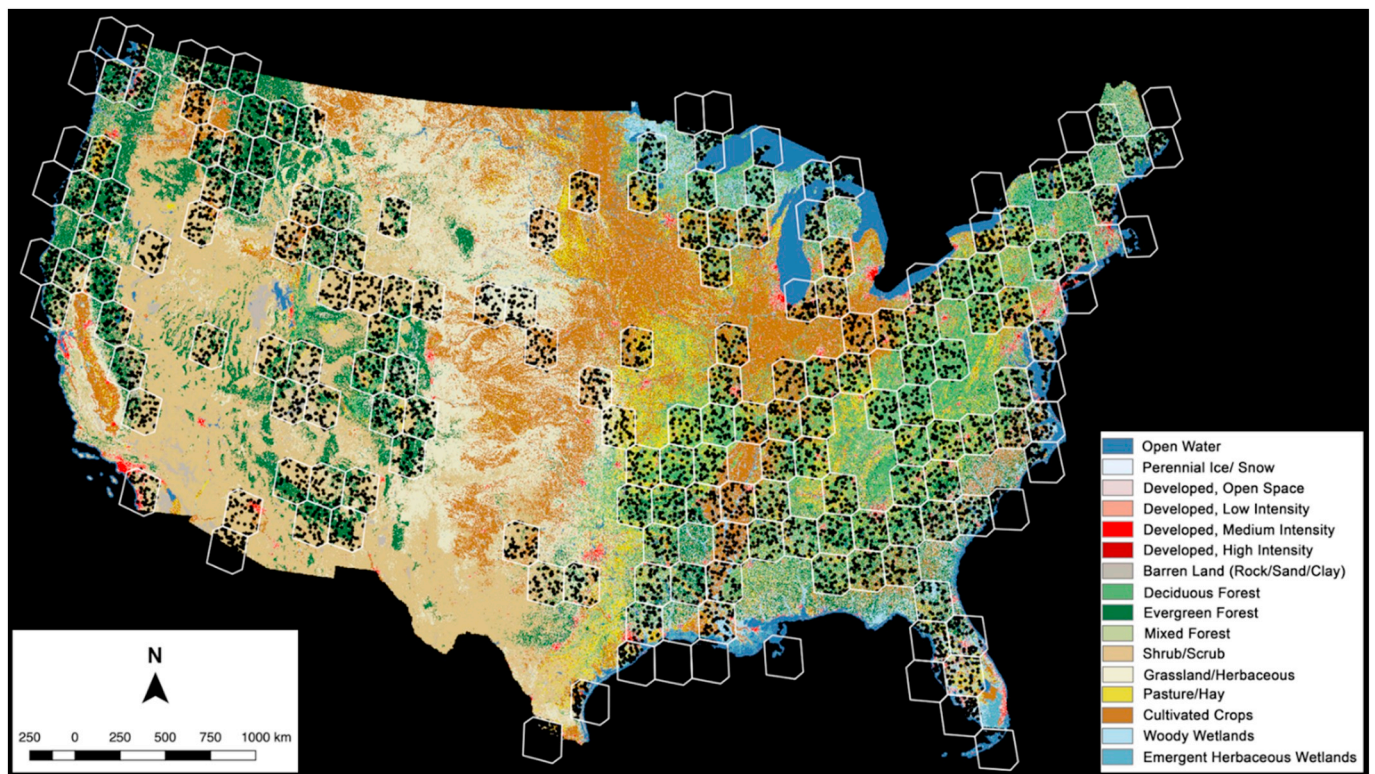 Open Water
Perennial Ice/ Snow
Developed, Open Space
Developed, Low Intensity
Developed, Medium Intensity
Developed, High Intensity
Barren Land (Rock/Sand/Clay)
Deciduous Forest
Evergreen Forest
Mixed Forest
Shrub/Scrub
Grassland/Herbaceous
Pasture/Hay
Cultivated Crops
Woody Wetlands
Emergent Herbaceous Wetlands
N
250 0 250 500 750 1000 km